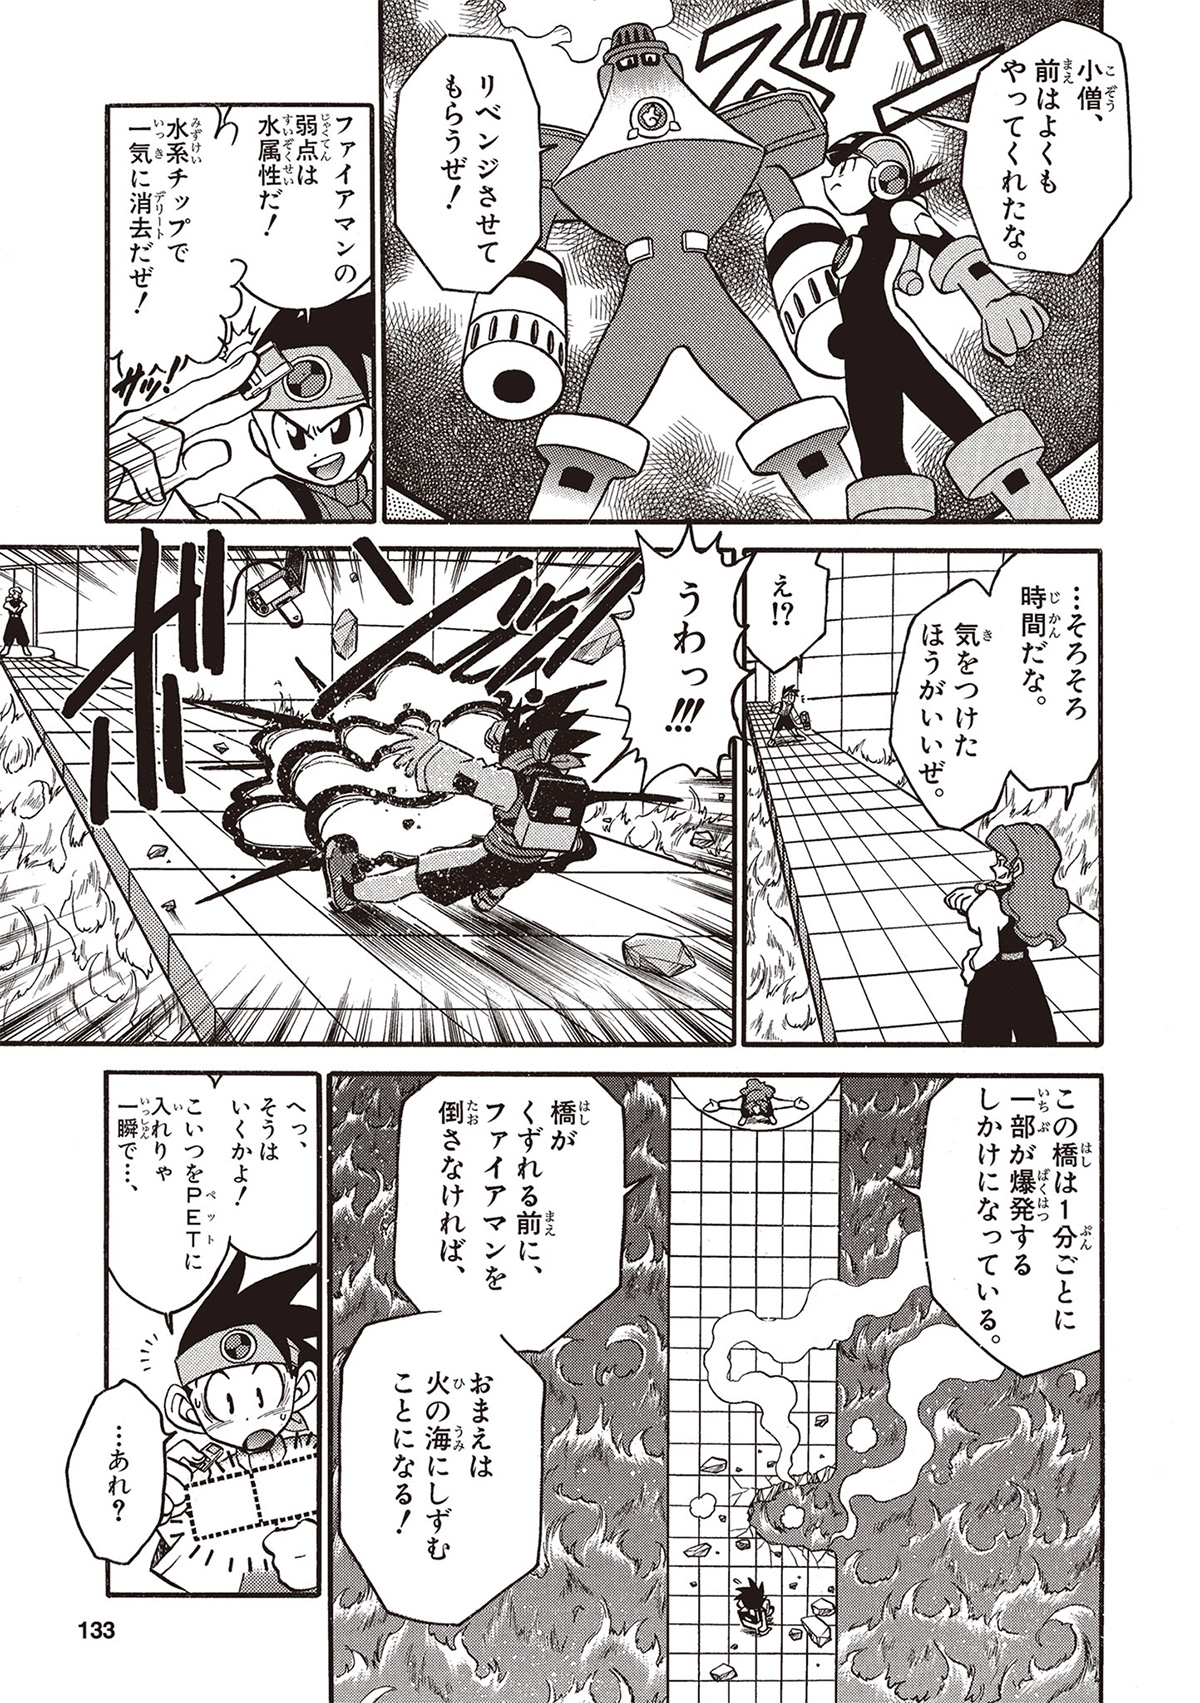 小僧、
前はよくも
やってくれたな。
ズン
リベンジさせて
もらうぜ！
ファイアマンの
弱点は
水属性だ！
水系チップで
一気に消去だぜ！
サッ！
…そろそろ
時間だな。
気をつけた
ほうがいいぜ。
え！？
うわっ！！！
ガガーン
この橋は1分ごとに
一部が爆発する
しかけになっている。
橋が
くずれる前に、
ファイアマンを
倒さなければ、
おまえは
火の海にしずむ
ことになる！
へっ、
そうは
いくかよ！
こいつをPETに
入れりゃ
一瞬で…、
…あれ？
133